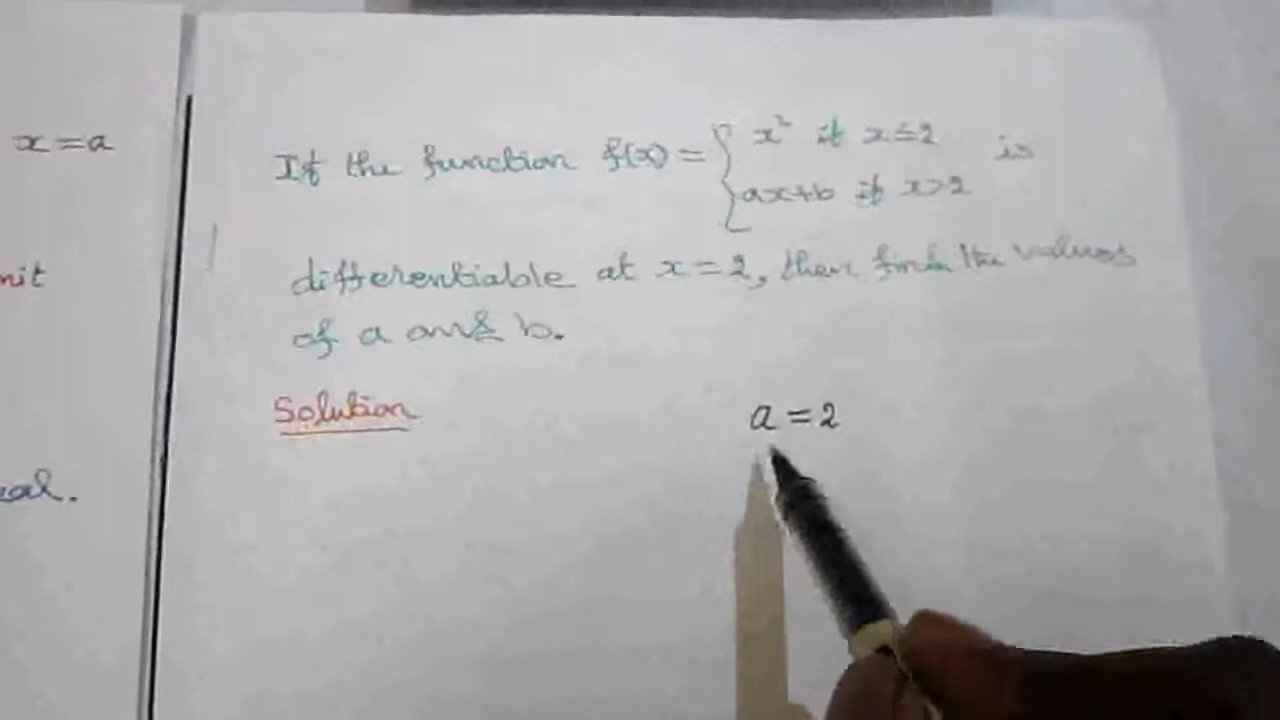 x=a
nit
eal.
If the function f(x) = { x² if x≤2 is
ax+b if x>2
differentiable at x=2, then find the values
of a and b.
Solution
a=2